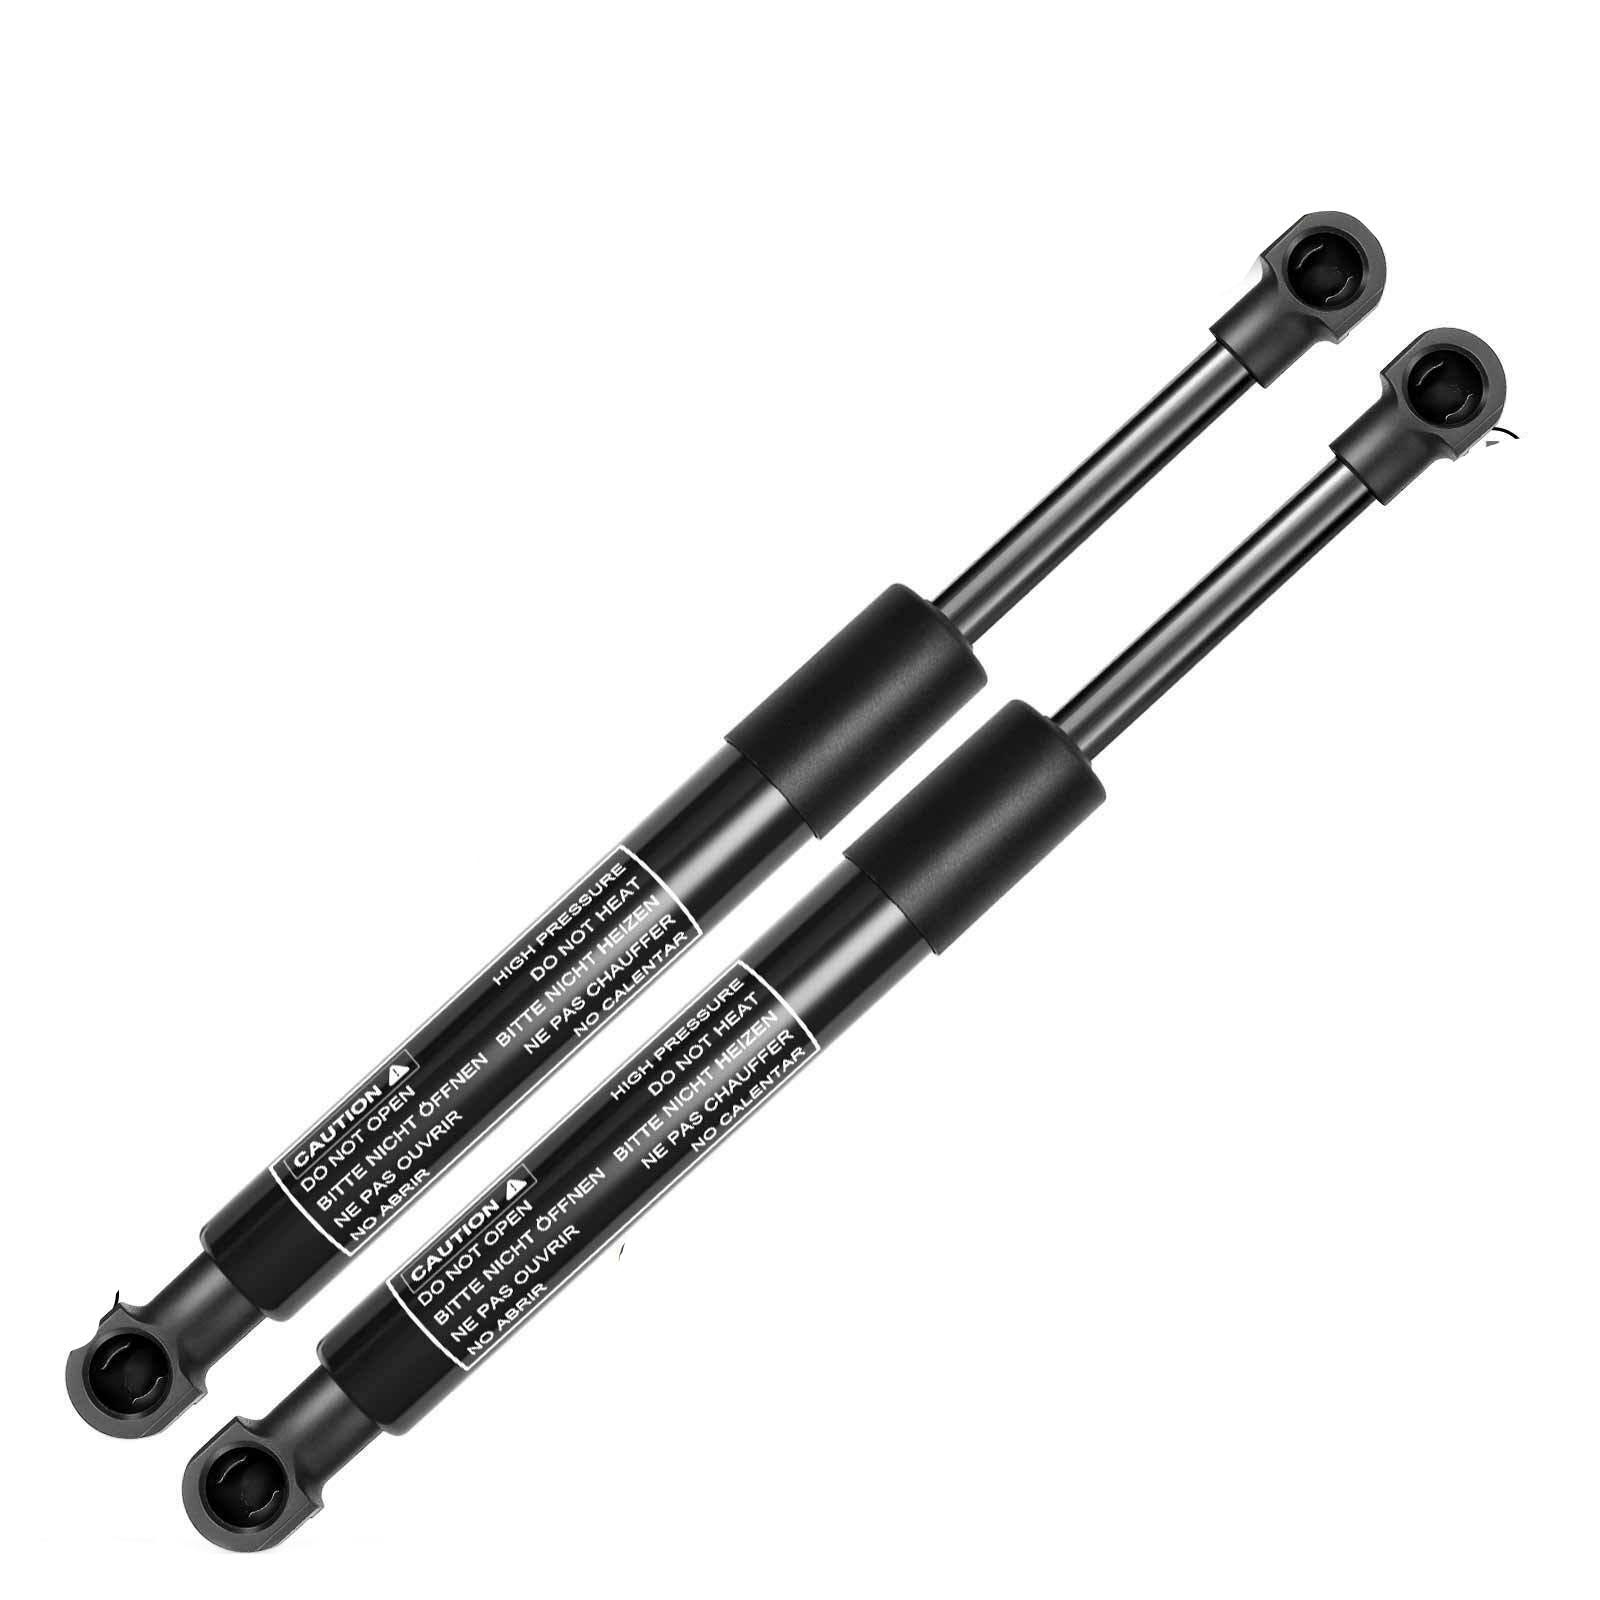 CAUTION
DO NOT OPEN
BITTE NICHT ÖFFNEN
NE PAS OUVRIR
NO ABRIR
HIGH PRESSURE
DO NOT HEAT
BITTE NICHT HEIZEN
NE PAS CHAUFFER
NO CALENTAR
CAUTION
DO NOT OPEN
BITTE NICHT ÖFFNEN
NE PAS OUVRIR
NO ABRIR
HIGH PRESSURE
DO NOT HEAT
BITTE NICHT HEIZEN
NE PAS CHAUFFER
NO CALENTAR